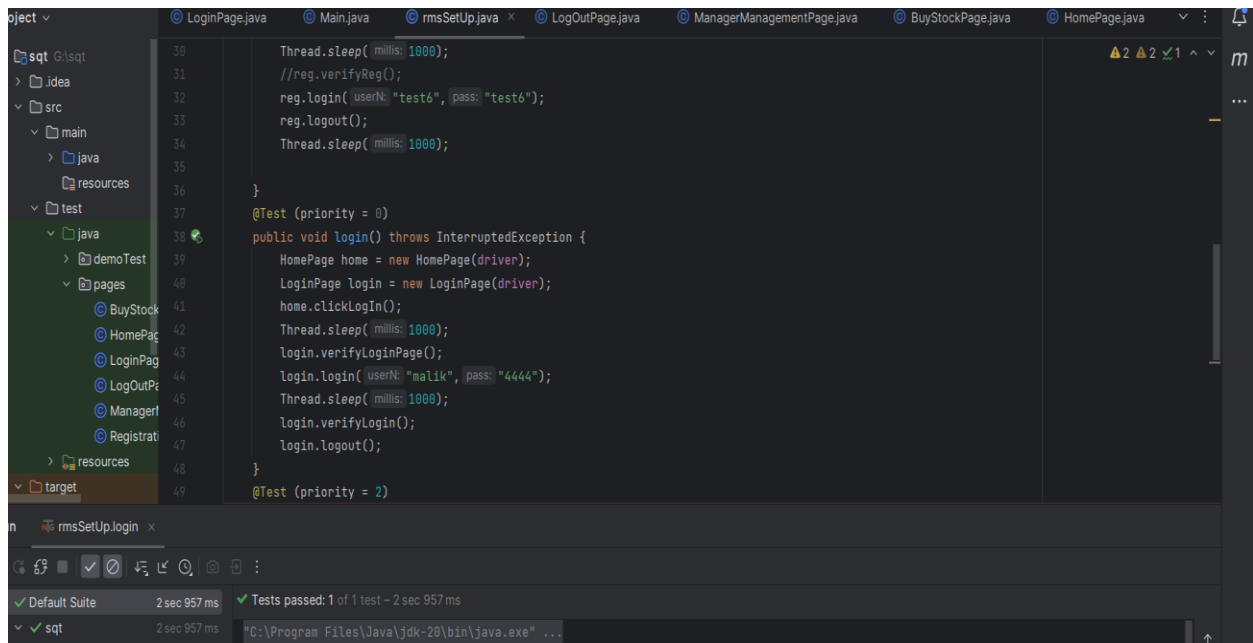 oject
LoginPage.java Main.java rmsSetUp.java × LogOutPage.java ManagerManagementPage.java BuyStockPage.java HomePage.java
sqt G:\sqt
.idea
src
main
java
resources
test
java
demoTest
pages
BuyStock
HomePag
LoginPag
LogOutPa
ManagerM
Registrati
resources
target
30 Thread.sleep( millis: 1000);
31 //reg.verifyReg();
32 reg.login( userN: "test6", pass: "test6");
33 reg.logout();
34 Thread.sleep( millis: 1000);
35
36 }
37 @Test (priority = 0)
38 public void login() throws InterruptedException {
39 HomePage home = new HomePage(driver);
40 LoginPage login = new LoginPage(driver);
41 home.clickLogIn();
42 Thread.sleep( millis: 1000);
43 login.verifyLoginPage();
44 login.login( userN: "malik", pass: "4444");
45 Thread.sleep( millis: 1000);
46 login.verifyLogin();
47 login.logout();
48 }
49 @Test (priority = 2)
2 2 1
m
n rmsSetUp.login ×
Default Suite 2 sec 957 ms
sqt 2 sec 957 ms
Tests passed: 1 of 1 test – 2 sec 957 ms
"C:\Program Files\Java\jdk-20\bin\java.exe" ...